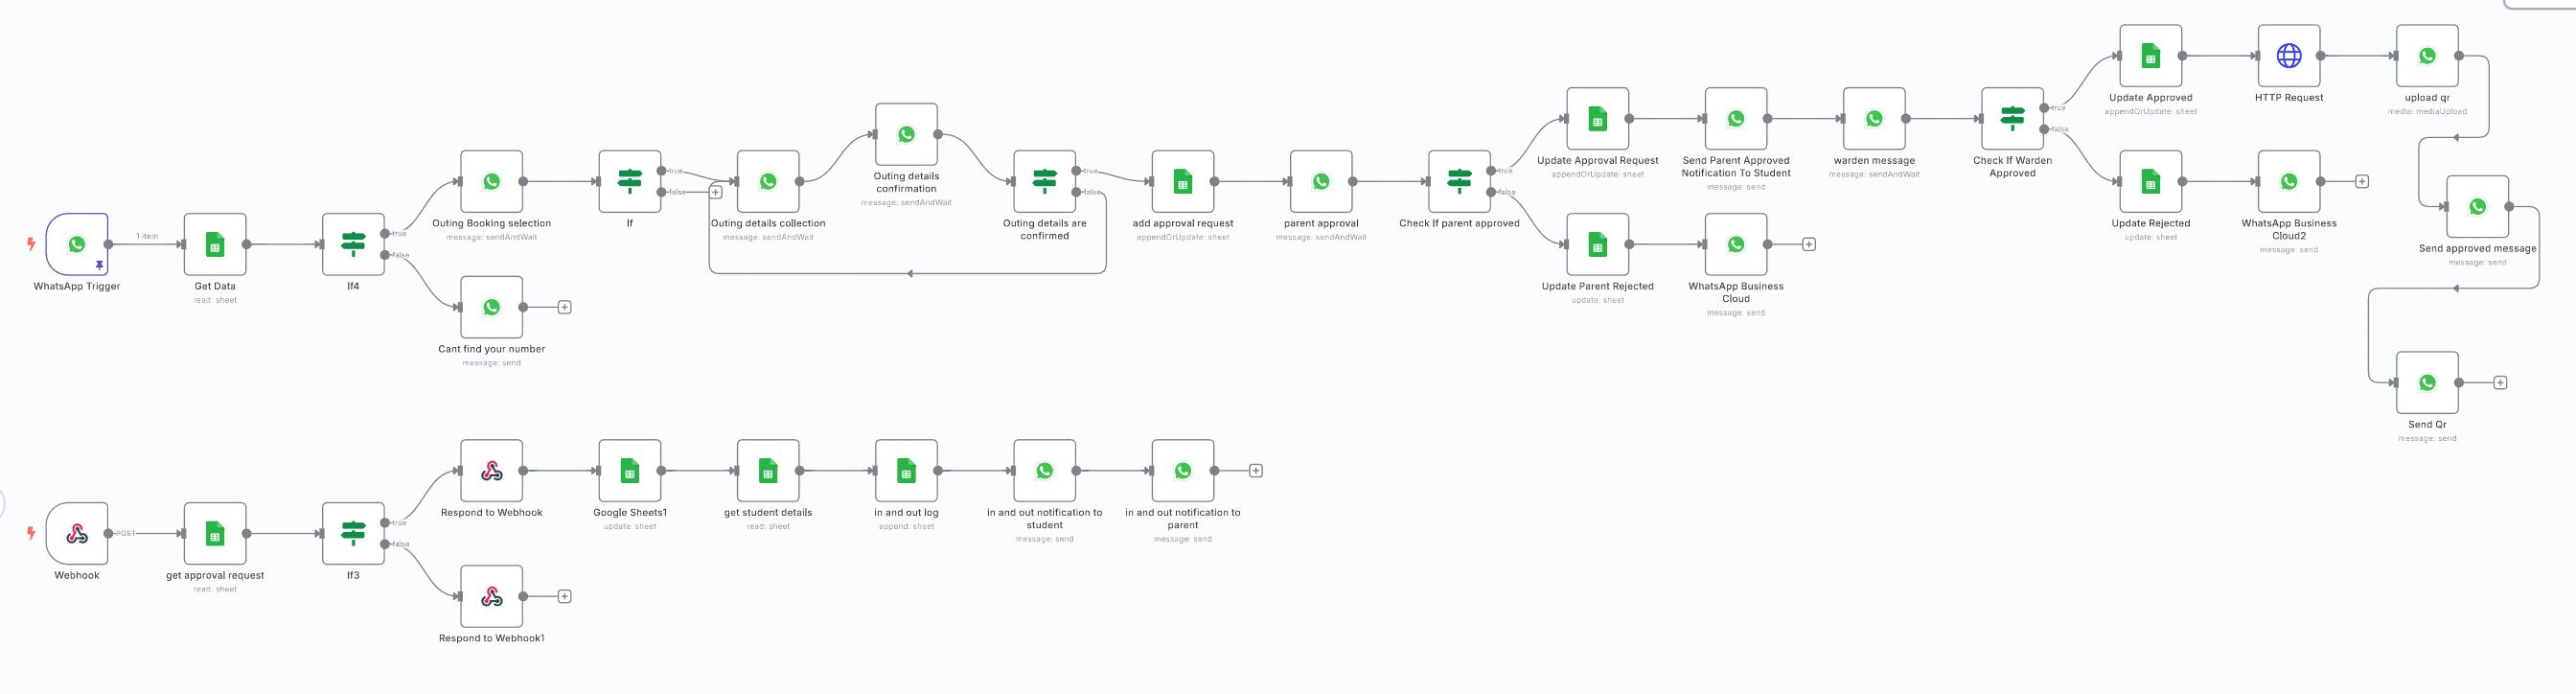 Update Approved
appendOrUpdate: sheet
HTTP Request
upload qr
media: mediaUpload
true
false
Outing details
confirmation
message: sendAndWait
Update Approval Request
appendOrUpdate: sheet
Send Parent Approved
Notification To Student
message: send
warden message
message: sendAndWait
Check If Warden
Approved
Outing Booking selection
message: sendAndWait
true
false
If
Outing details collection
message: sendAndWait
true
false
Outing details are
confirmed
add approval request
appendOrUpdate: sheet
parent approval
message: sendAndWait
true
false
Check If parent approved
Update Rejected
update: sheet
WhatsApp Business
Cloud2
message: send
Send approved message
message: send
1 item
WhatsApp Trigger
Get Data
read: sheet
true
false
If4
Update Parent Rejected
update: sheet
WhatsApp Business
Cloud
message: send
Cant find your number
message: send
Send Qr
message: send
Respond to Webhook
Google Sheets1
update: sheet
get student details
read: sheet
in and out log
append: sheet
in and out notification to
student
message: send
in and out notification to
parent
message: send
POST
Webhook
get approval request
read: sheet
true
false
If3
Respond to Webhook1